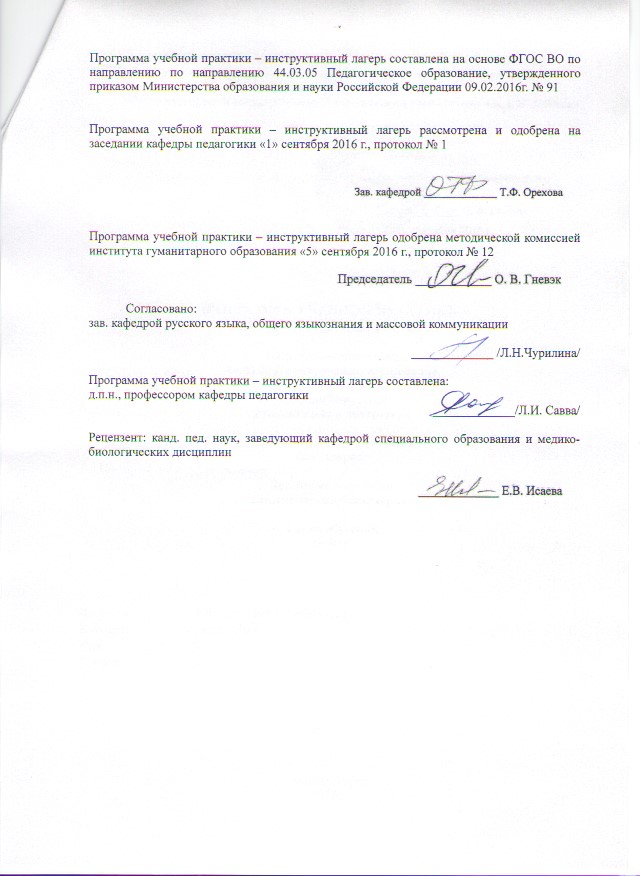 Программа учебной практики – инструктивный лагерь составлена на основе ФГОС ВО по
направлению по направлению 44.03.05 Педагогическое образование, утвержденного
приказом Министерства образования и науки Российской Федерации 09.02.2016г. № 91
Программа учебной практики – инструктивный лагерь рассмотрена и одобрена на
заседании кафедры педагогики «1» сентября 2016 г., протокол № 1
Зав. кафедрой ____________ Т.Ф. Орехова
Программа учебной практики – инструктивный лагерь одобрена методической комиссией
института гуманитарного образования «5» сентября 2016 г., протокол № 12
Председатель ____________ О. В. Гневэк
Согласовано:
зав. кафедрой русского языка, общего языкознания и массовой коммуникации
_____________ /Л.Н.Чурилина/
Программа учебной практики – инструктивный лагерь составлена:
д.п.н., профессором кафедры педагогики
_____________/Л.И. Савва/
Рецензент: канд. пед. наук, заведующий кафедрой специального образования и медико-
биологических дисциплин
_____________ Е.В. Исаева